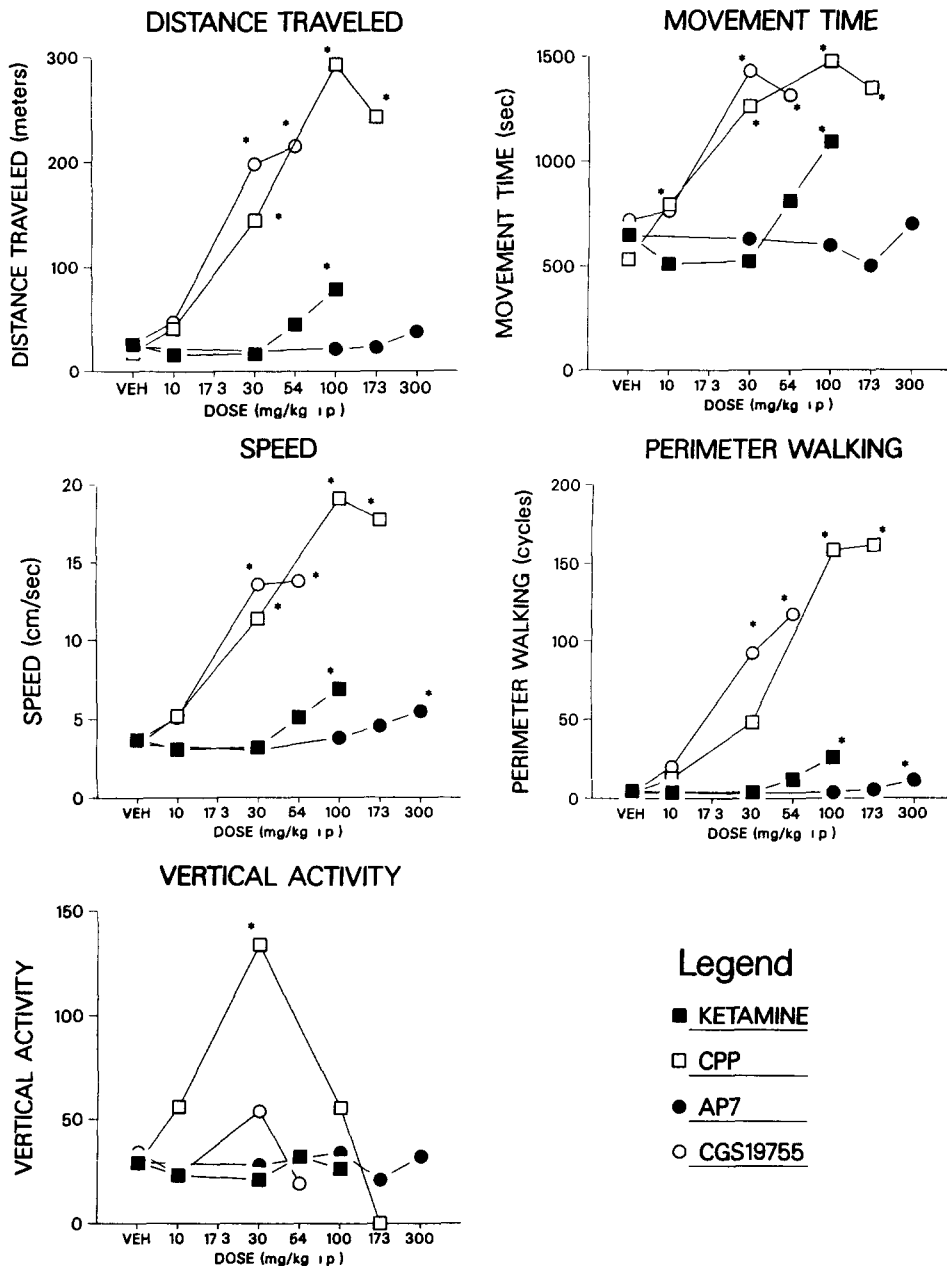 DISTANCE TRAVELED
DISTANCE TRAVELED (meters)
300
200
100
0
VEH 10 17 3 30 54 100 173 300
DOSE (mg/kg i p)
MOVEMENT TIME
MOVEMENT TIME (sec)
1500
1000
500
0
VEH 10 17 3 30 54 100 173 300
DOSE (mg/kg i p)
SPEED
SPEED (cm/sec)
20
15
10
5
0
VEH 10 17 3 30 54 100 173 300
DOSE (mg/kg i p)
PERIMETER WALKING
PERIMETER WALKING (cycles)
200
150
100
50
0
VEH 10 17 3 30 54 100 173 300
DOSE (mg/kg i p)
VERTICAL ACTIVITY
VERTICAL ACTIVITY
150
100
50
0
VEH 10 17 3 30 54 100 173 300
DOSE (mg/kg i p)
Legend
KETAMINE
CPP
AP7
CGS19755